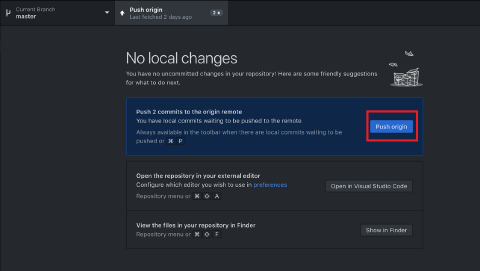 Current Branch
master
Push origin
Last fetched 2 days ago
2
No local changes
You have no uncommitted changes in your repository! Here are some friendly suggestions
for what to do next.
Push 2 commits to the origin remote
You have local commits waiting to be pushed to the remote
Always available in the toolbar when there are local commits waiting to be
pushed or ⌘ P
Push origin
Open the repository in your external editor
Configure which editor you wish to use in preferences
Repository menu or ⌘ ⇧ A
Open in Visual Studio Code
View the files in your repository in Finder
Repository menu or ⌘ ⇧ F
Show in Finder